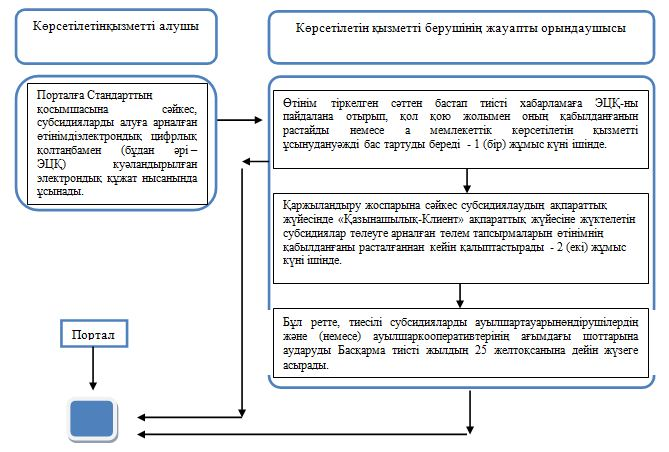 Көрсетілетінқызметті алушы
Көрсетілетін қызметті берушінің жауапты орындаушысы
Порталға Стандарттың
қосымшасына сәйкес,
субсидияларды алуға арналған
өтінімдіэлектрондық цифрлық
қолтаңбамен (бұдан әрі –
ЭЦҚ) куәландырылған
электрондық құжат нысанында
ұсынады.
Өтінім тіркелген сәттен бастап тиісті хабарламаға ЭЦҚ-ны
пайдалана отырып, қол қою жолымен оның қабылданғанын
растайды немесе а мемлекеттік көрсетілетін қызметті
ұсынудануәжді бас тартуды береді - 1 (бір) жұмыс күні ішінде.
Қаржыландыру жоспарына сәйкес субсидиялаудың ақпараттық
жүйесінде «Қазынашылық-Клиент» ақпараттық жүйесіне жүктелетін
субсидиялар төлеуге арналған төлем тапсырмаларын өтінімнің
қабылданғаны расталғаннан кейін қалыптастырады - 2 (екі) жұмыс
күні ішінде.
Бұл ретте, тиесілі субсидияларды ауылшартауарынөндірушілердің
және (немесе) ауылшаркооперативтерінің ағымдағы шоттарына
аударуды Басқарма тиісті жылдың 25 желтоқсанына дейін жүзеге
асырады.
Портал